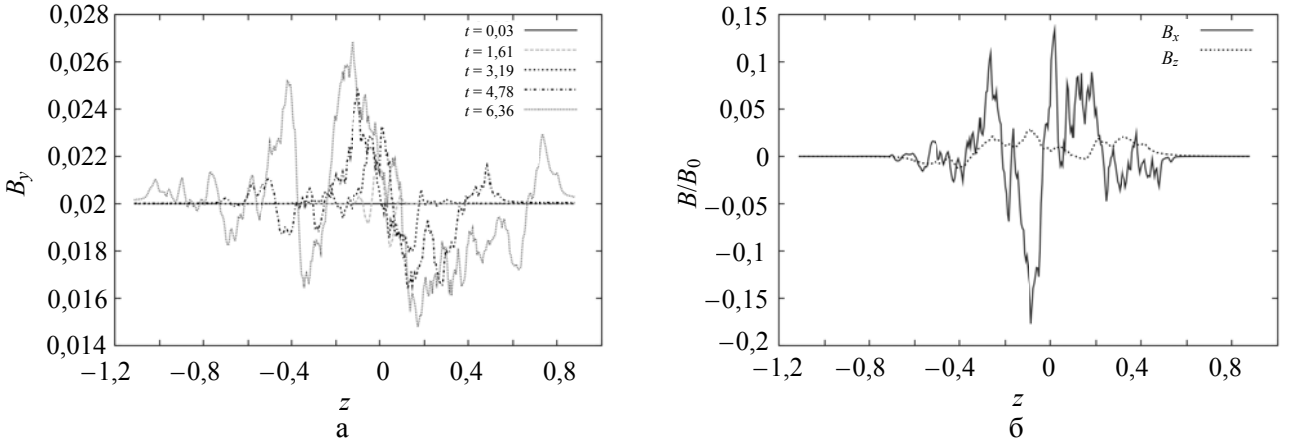 0,028
0,026
0,024
0,022
0,02
0,018
0,016
0,014
B_y
t = 0,03
t = 1,61
t = 3,19
t = 4,78
t = 6,36
−1,2 −0,8 −0,4 0 0,4 0,8
z
а
0,15
0,1
0,05
0
−0,05
−0,1
−0,15
−0,2
B/B_0
B_x
B_z
−1,2 −0,8 −0,4 0 0,4 0,8
z
б